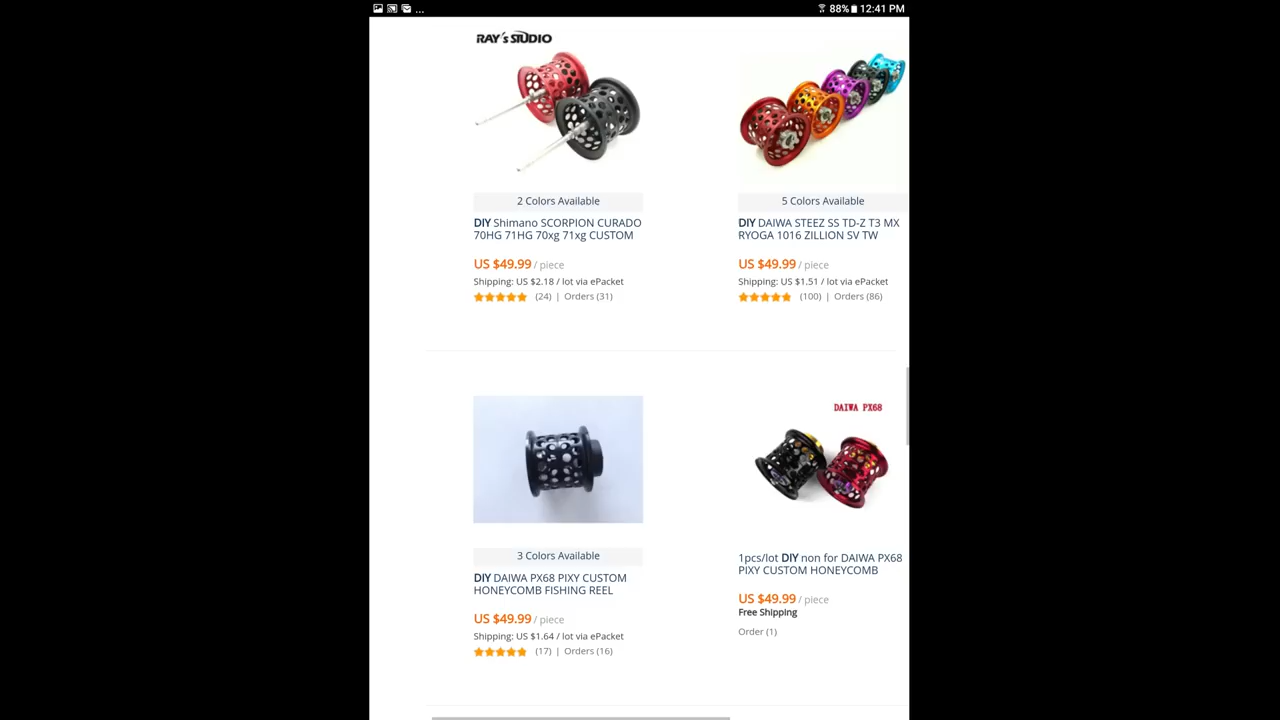 ... 88% 12:41 PM
RAY's STUDIO
2 Colors Available
DIY Shimano SCORPION CURADO
70HG 71HG 70xg 71xg CUSTOM
US $49.99 / piece
Shipping: US $2.18 / lot via ePacket
(24) | Orders (31)
5 Colors Available
DIY DAIWA STEEZ SS TD-Z T3 MX
RYOGA 1016 ZILLION SV TW
US $49.99 / piece
Shipping: US $1.51 / lot via ePacket
(100) | Orders (86)
3 Colors Available
DIY DAIWA PX68 PIXY CUSTOM
HONEYCOMB FISHING REEL
US $49.99 / piece
Shipping: US $1.64 / lot via ePacket
(17) | Orders (16)
DAIWA PX68
1pcs/lot DIY non for DAIWA PX68
PIXY CUSTOM HONEYCOMB
US $49.99 / piece
Free Shipping
Order (1)